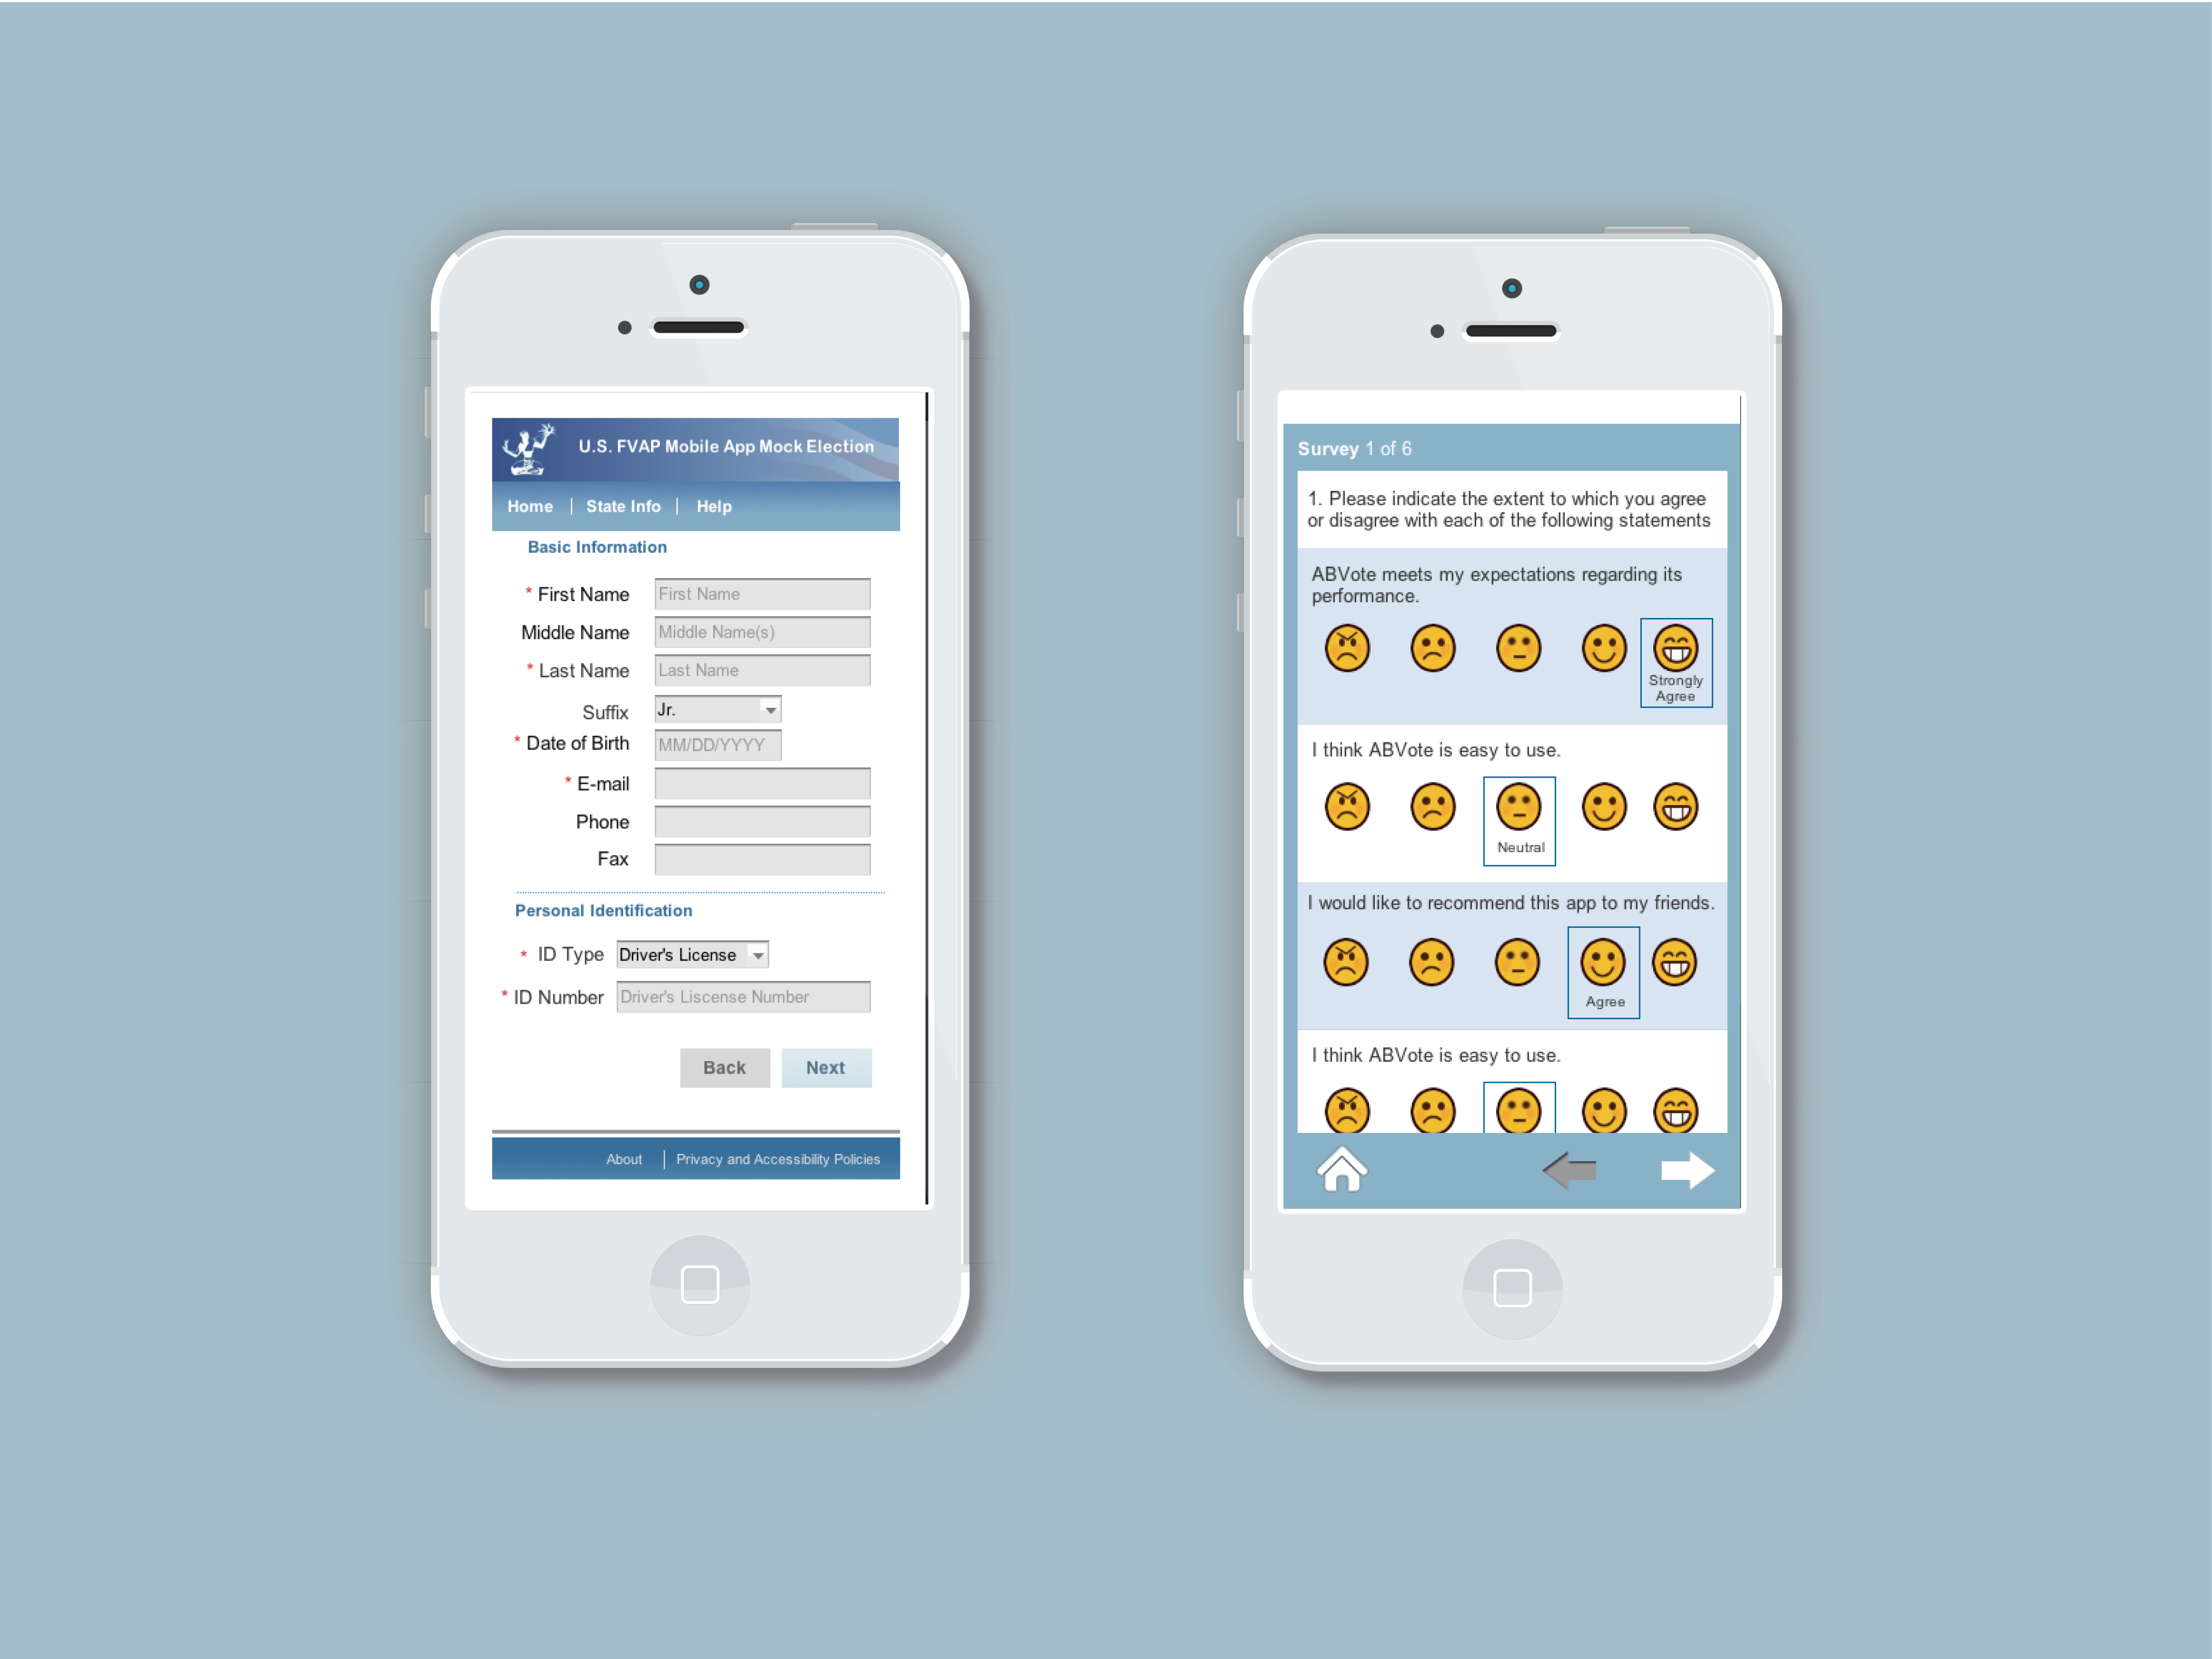 U.S. FVAP Mobile App Mock Election
Home | State Info | Help
Basic Information
* First Name First Name
Middle Name Middle Name(s)
* Last Name Last Name
Suffix Jr.
* Date of Birth MM/DD/YYYY
* E-mail
Phone
Fax
Personal Identification
* ID Type Driver's License
* ID Number Driver's Liscense Number
Back Next
About | Privacy and Accessibility Policies
Survey 1 of 6
1. Please indicate the extent to which you agree
or disagree with each of the following statements
ABVote meets my expectations regarding its
performance.
Strongly
Agree
I think ABVote is easy to use.
Neutral
I would like to recommend this app to my friends.
Agree
I think ABVote is easy to use.